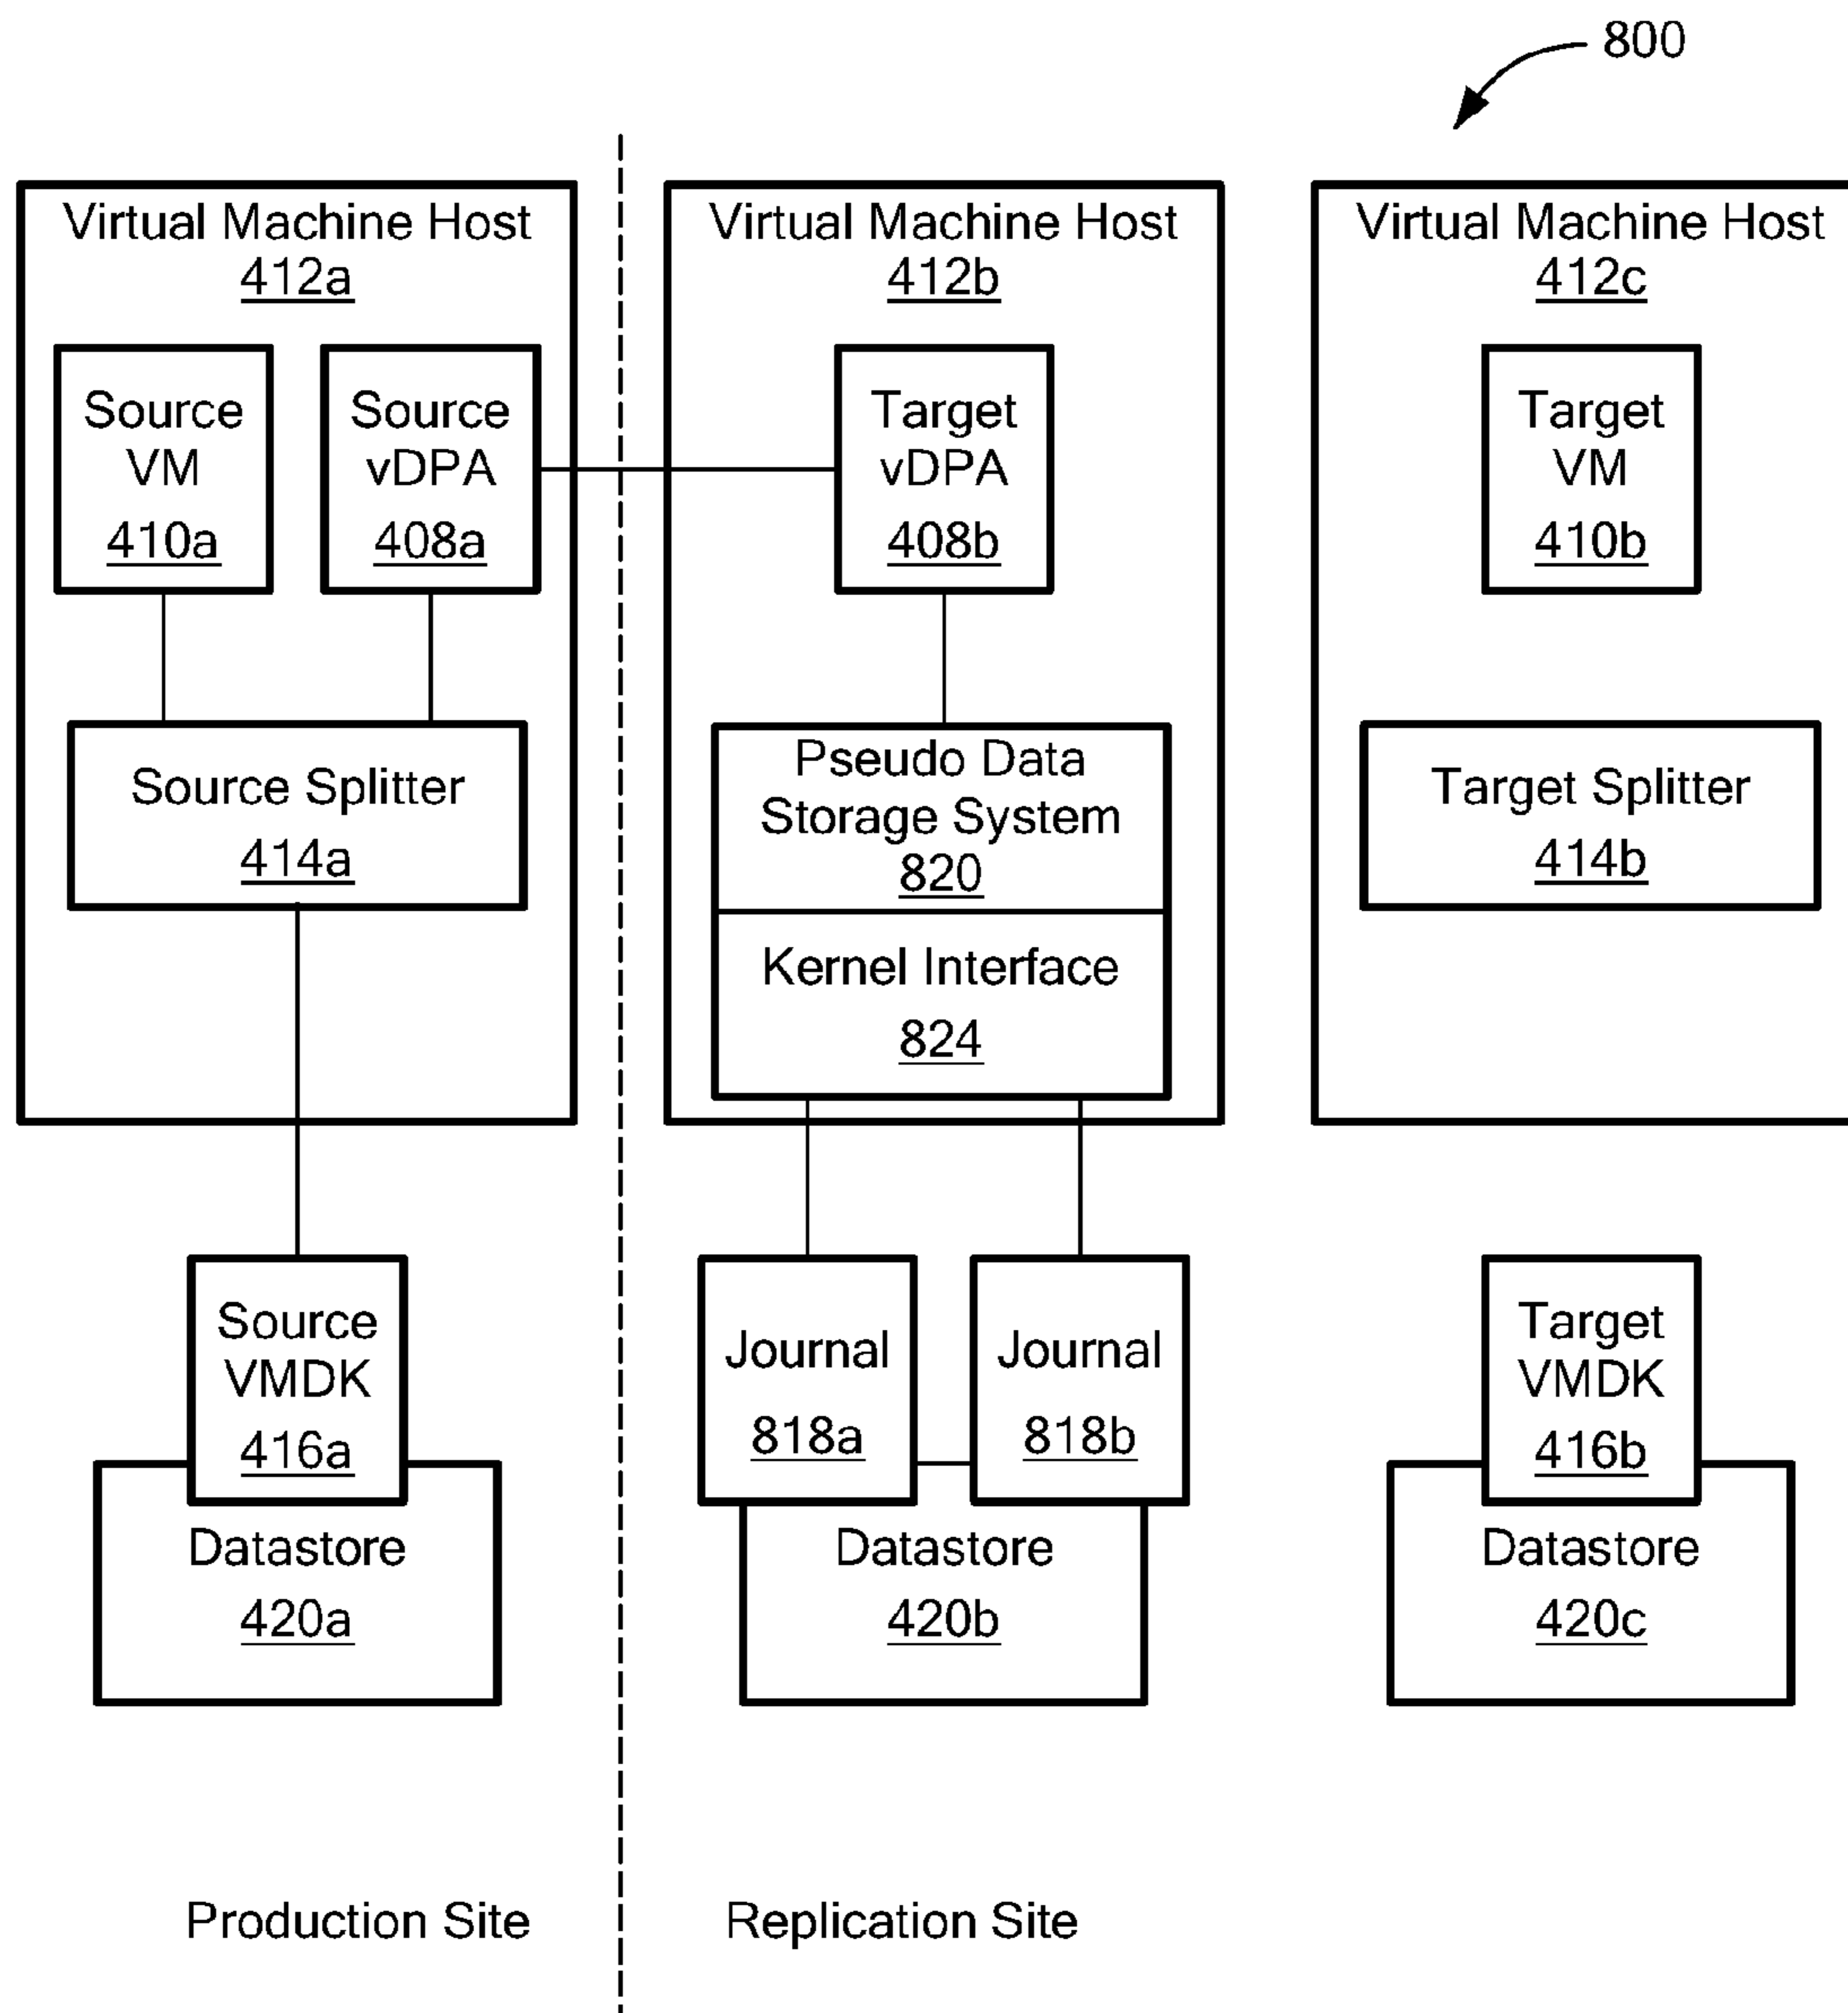 800
Virtual Machine Host
412a
Source
VM
410a
Source
vDPA
408a
Source Splitter
414a
Source
VMDK
416a
Datastore
420a
Production Site
Virtual Machine Host
412b
Target
vDPA
408b
Pseudo Data
Storage System
820
Kernel Interface
824
Journal
818a
Journal
818b
Datastore
420b
Replication Site
Virtual Machine Host
412c
Target
VM
410b
Target Splitter
414b
Target
VMDK
416b
Datastore
420c